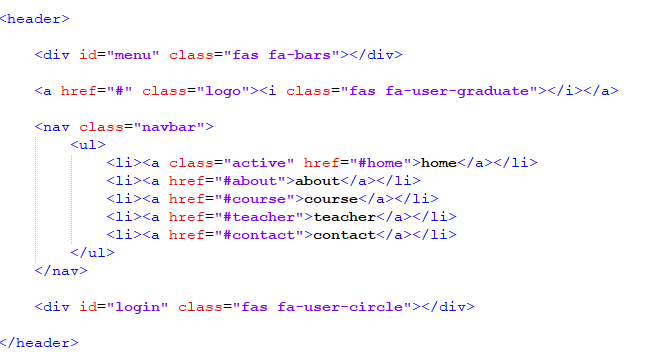 <header>
<div id="menu" class="fas fa-bars"></div>
<a href="#" class="logo"><i class="fas fa-user-graduate"></i></a>
<nav class="navbar">
<ul>
<li><a class="active" href="#home">home</a></li>
<li><a href="#about">about</a></li>
<li><a href="#course">course</a></li>
<li><a href="#teacher">teacher</a></li>
<li><a href="#contact">contact</a></li>
</ul>
</nav>
<div id="login" class="fas fa-user-circle"></div>
</header>